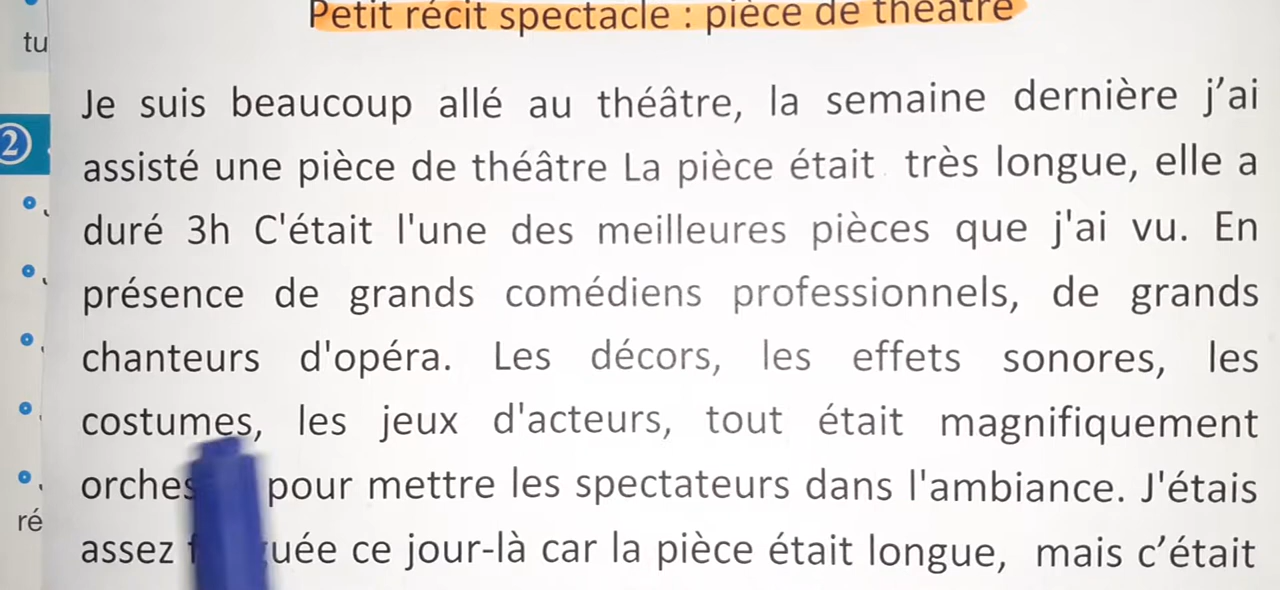 Petit récit spectacle : pièce de théâtre
tu
Je suis beaucoup allé au théâtre, la semaine dernière j’ai
2
assisté une pièce de théâtre La pièce était très longue, elle a
duré 3h C'était l'une des meilleures pièces que j'ai vu. En
présence de grands comédiens professionnels, de grands
chanteurs d'opéra. Les décors, les effets sonores, les
costumes, les jeux d'acteurs, tout était magnifiquement
pour mettre les spectateurs dans l'ambiance. J'étais
ré
assez ce jour-là car la pièce était longue, mais c’était